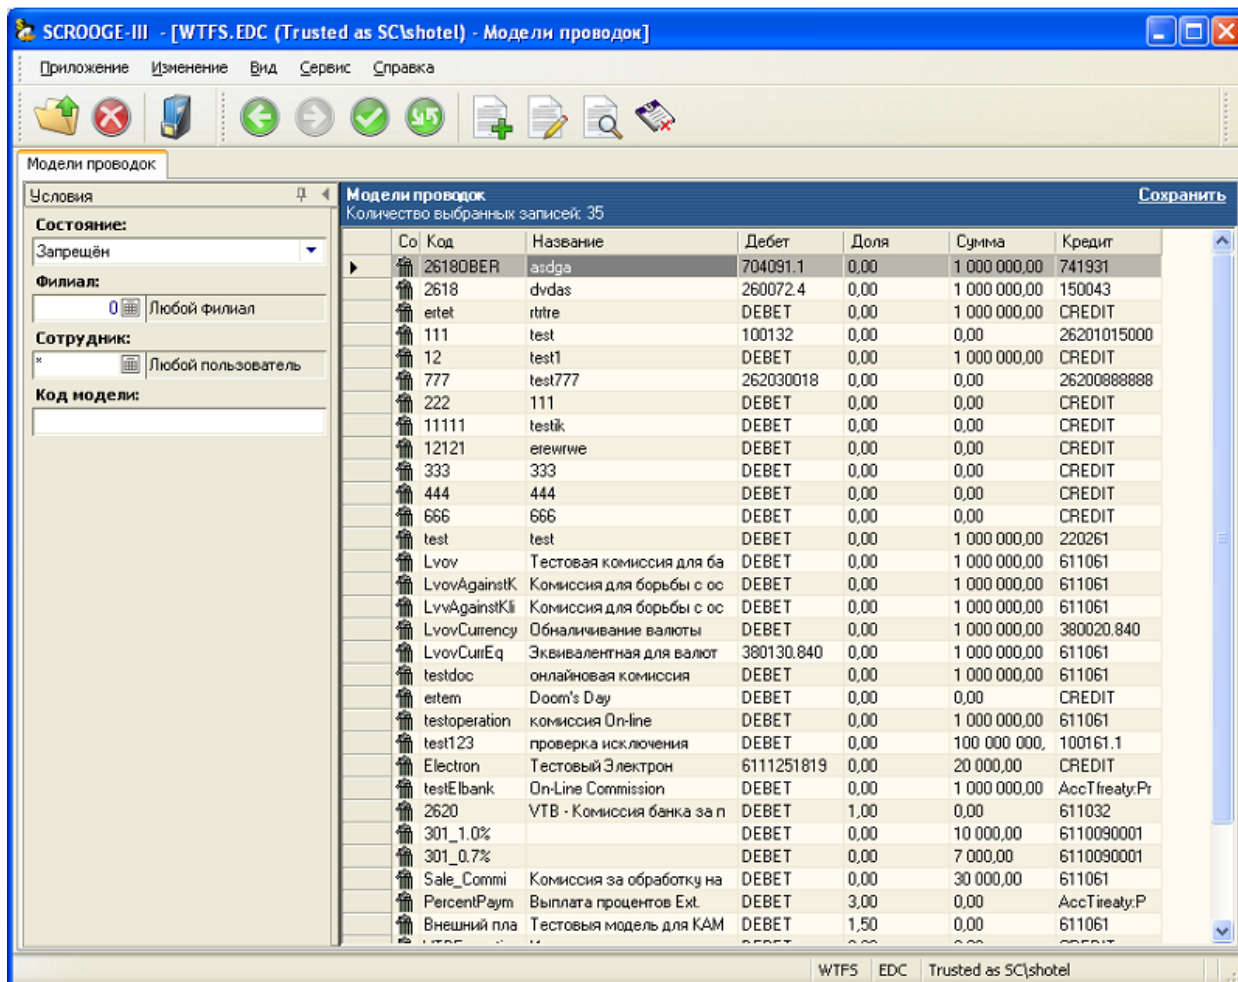 SCROOGE-III - [WTFS.EDC (Trusted as SC\shotel) - Модели проводок]
Приложение Изменение Вид Сервис Справка
Модели проводок
Условия
Состояние:
Запрещён
Филиал:
0 Любой филиал
Сотрудник:
* Любой пользователь
Код модели:
Модели проводок Сохранить
Количество выбранных записей: 35
Со Код Название Дебет Доля Сумма Кредит
2618OBER asdga 704091.1 0,00 1 000 000,00 741931
2618 dvdas 260072.4 0,00 1 000 000,00 150043
ertet rtrtre DEBET 0,00 1 000 000,00 CREDIT
111 test 100132 0,00 0,00 26201015000
12 test1 DEBET 0,00 1 000 000,00 CREDIT
777 test777 262030018 0,00 0,00 26200888888
222 111 DEBET 0,00 0,00 CREDIT
11111 testik DEBET 0,00 0,00 CREDIT
12121 erewrwe DEBET 0,00 0,00 CREDIT
333 333 DEBET 0,00 0,00 CREDIT
444 444 DEBET 0,00 0,00 CREDIT
666 666 DEBET 0,00 0,00 CREDIT
test test DEBET 0,00 1 000 000,00 220261
Lvov Тестовая комиссия для ба DEBET 0,00 1 000 000,00 611061
LvovAgainstK Комиссия для борьбы с ос DEBET 0,00 1 000 000,00 611061
LvvAgainstKli Комиссия для борьбы с ос DEBET 0,00 1 000 000,00 611061
LvovCurrency Обналичивание валюты DEBET 0,00 1 000 000,00 380020.840
LvovCurrEq Эквивалентная для валют 380130.840 0,00 1 000 000,00 611061
testdoc онлайновая комиссия DEBET 0,00 1 000 000,00 611061
ertem Doom's Day DEBET 0,00 0,00 CREDIT
testoperation комиссия On-line DEBET 0,00 1 000 000,00 611061
test123 проверка исключения DEBET 0,00 100 000 000, 100161.1
Electron Тестовый Электрон 6111251819 0,00 20 000,00 CREDIT
testElbank On-Line Commission DEBET 0,00 1 000 000,00 AccTreaty:Pr
2620 VTB - Комиссия банка за п DEBET 1,00 0,00 611032
301_1.0% DEBET 0,00 10 000,00 6110090001
301_0.7% DEBET 0,00 7 000,00 6110090001
Sale_Commi Комиссия за обработку на DEBET 0,00 30 000,00 611061
PercentPaym Выплата процентов Ext. DEBET 3,00 0,00 AccTreaty:P
Внешний пла Тестовыя модель для КАМ DEBET 1,50 0,00 611061
WTFS EDC Trusted as SC\shotel